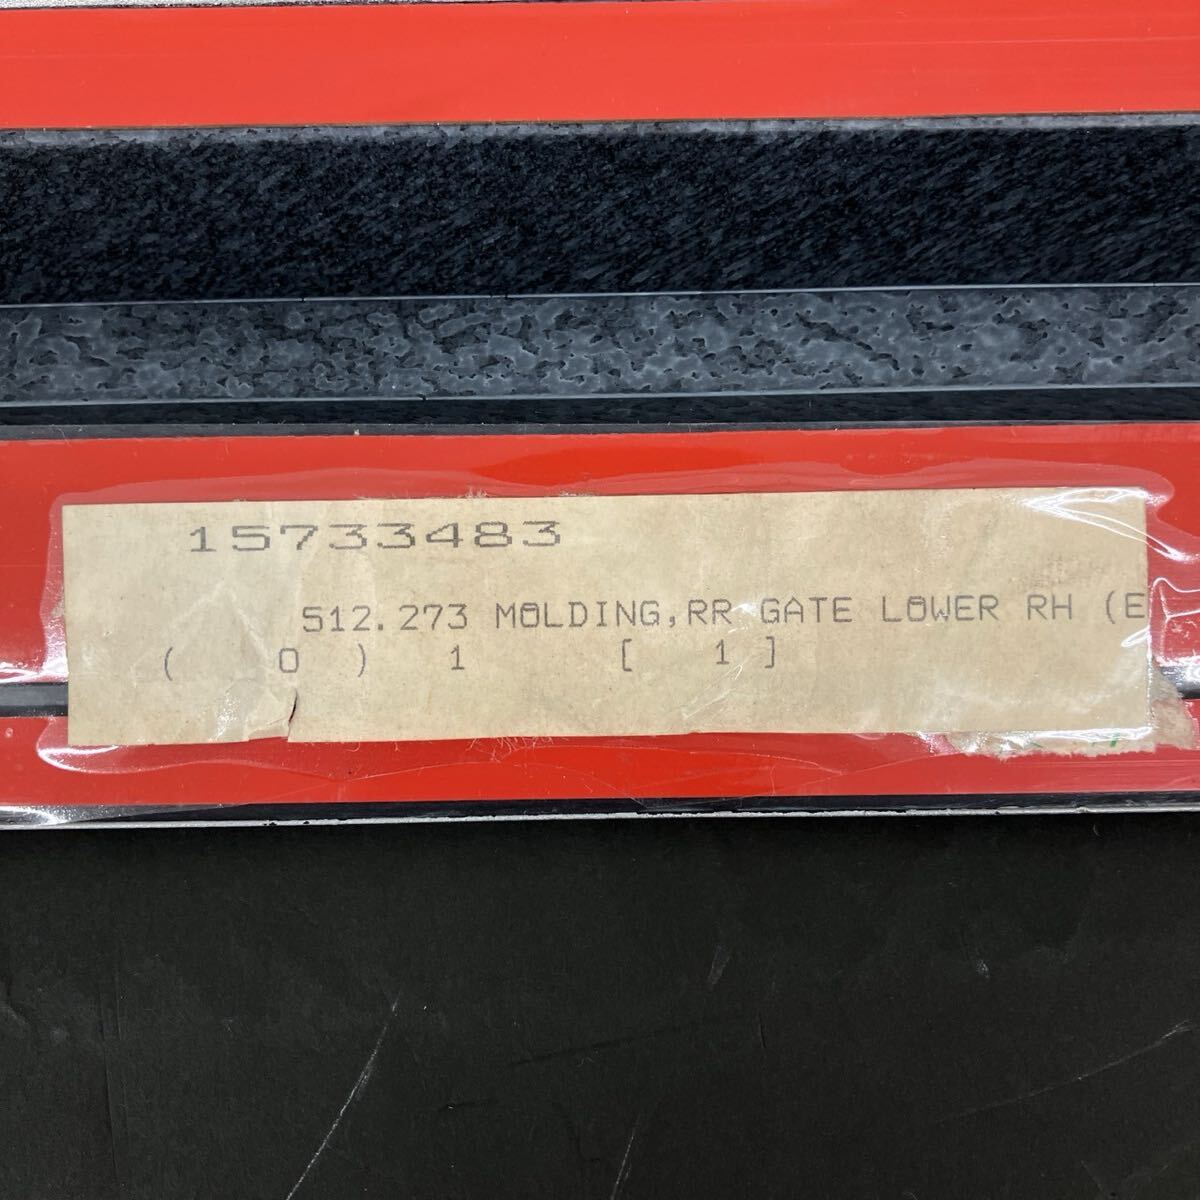 15733483
512.273 MOLDING,RR GATE LOWER RH (E
( 0 ) 1 [ 1 ]